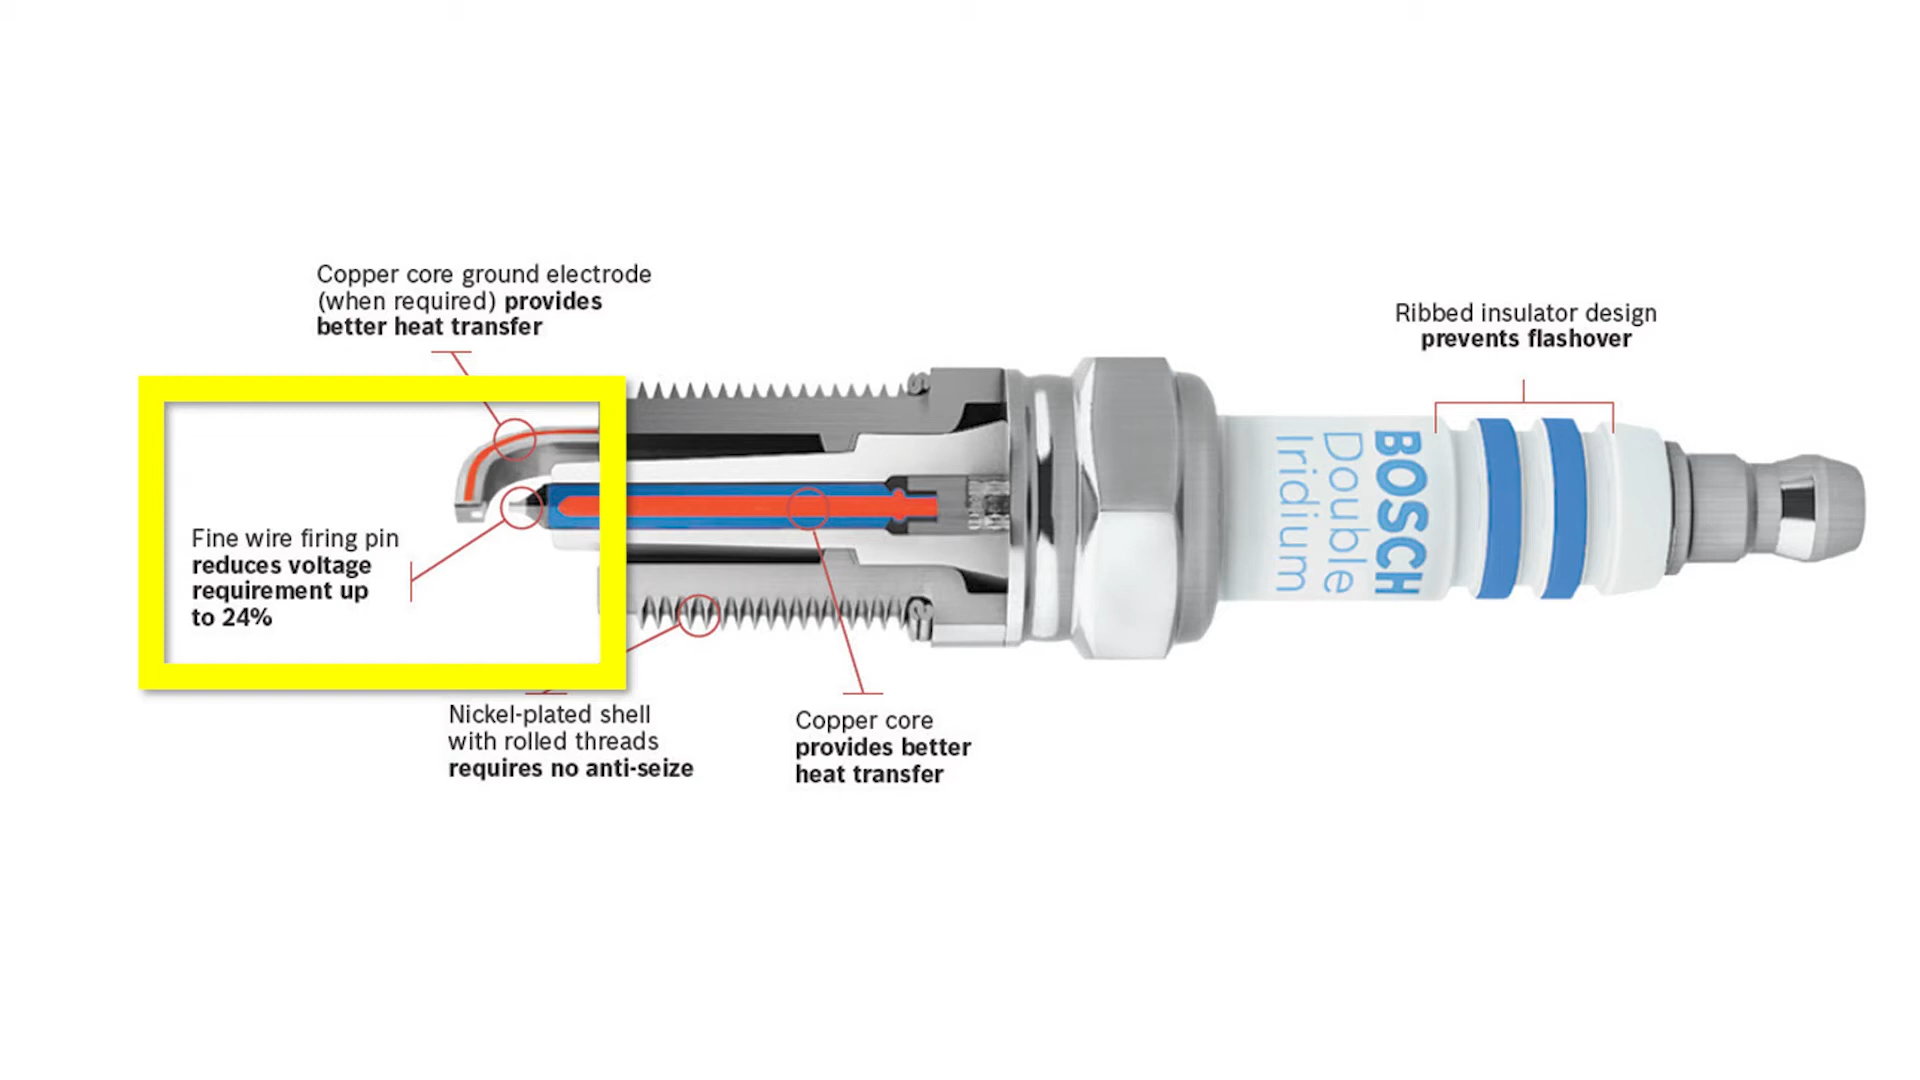 Copper core ground electrode
(when required) provides
better heat transfer
Ribbed insulator design
prevents flashover
BOSCH
Double
Iridium
Fine wire firing pin
reduces voltage
requirement up
to 24%
Nickel-plated shell
with rolled threads
requires no anti-seize
Copper core
provides better
heat transfer